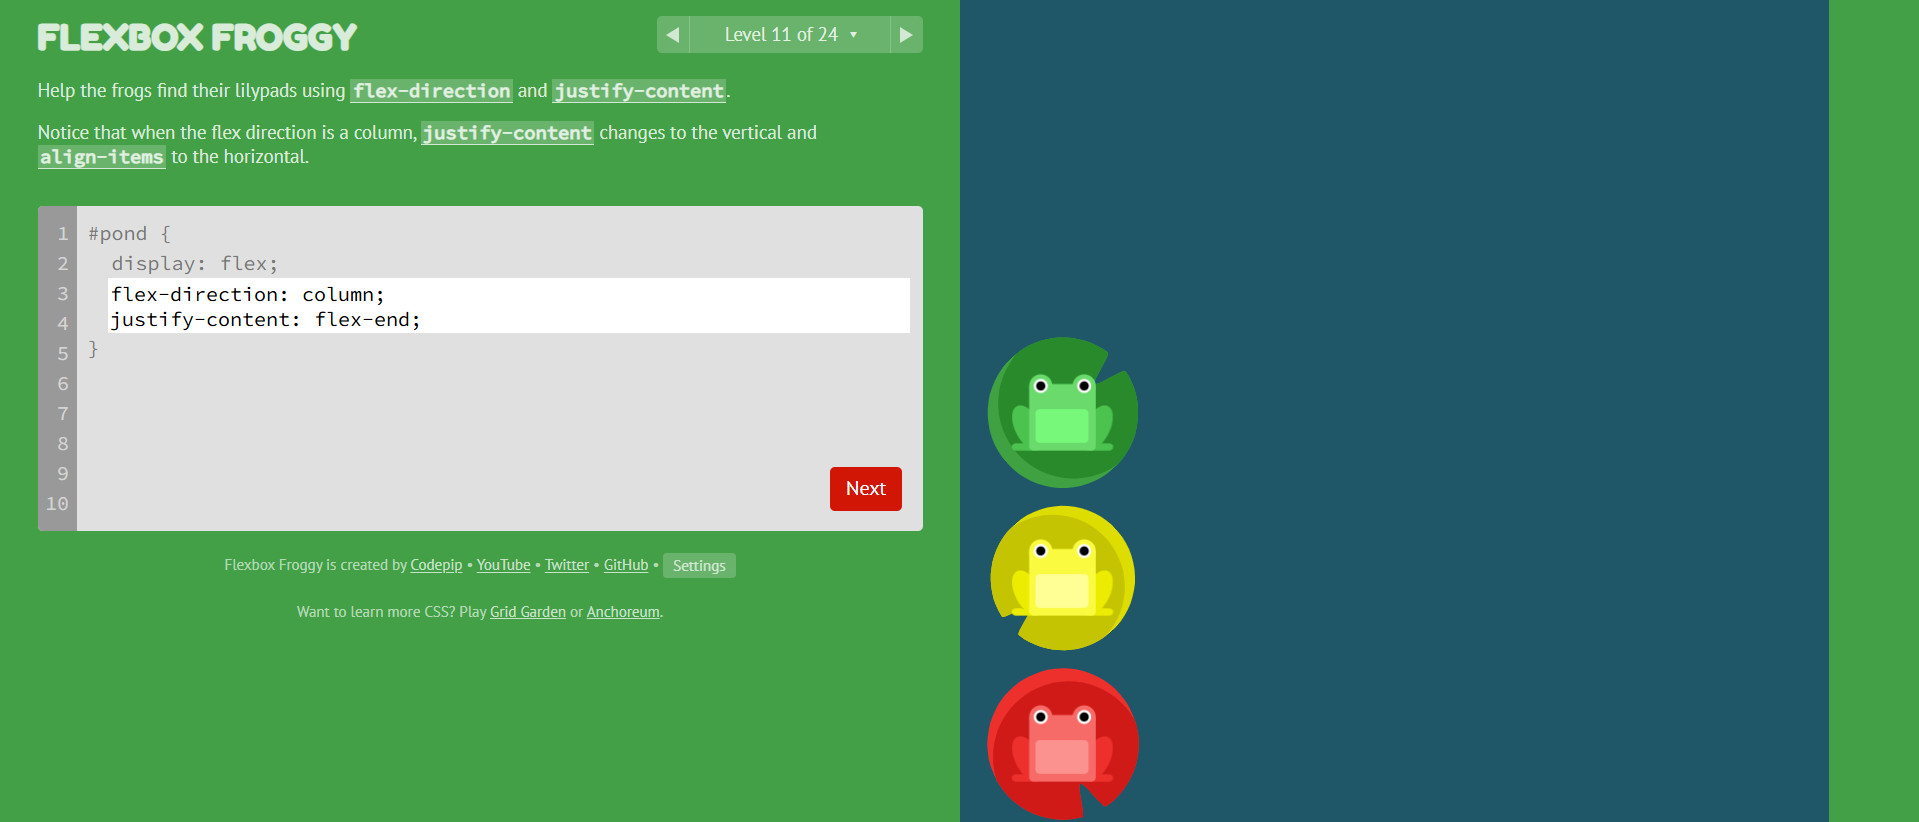 FLEXBOX FROGGY
Level 11 of 24 ▾
Help the frogs find their lilypads using flex-direction and justify-content.
Notice that when the flex direction is a column, justify-content changes to the vertical and
align-items to the horizontal.
1 #pond {
2 display: flex;
3 flex-direction: column;
4 justify-content: flex-end;
5 }
6
7
8
9
10
Next
Flexbox Froggy is created by Codepip • YouTube • Twitter • GitHub • Settings
Want to learn more CSS? Play Grid Garden or Anchoreum.